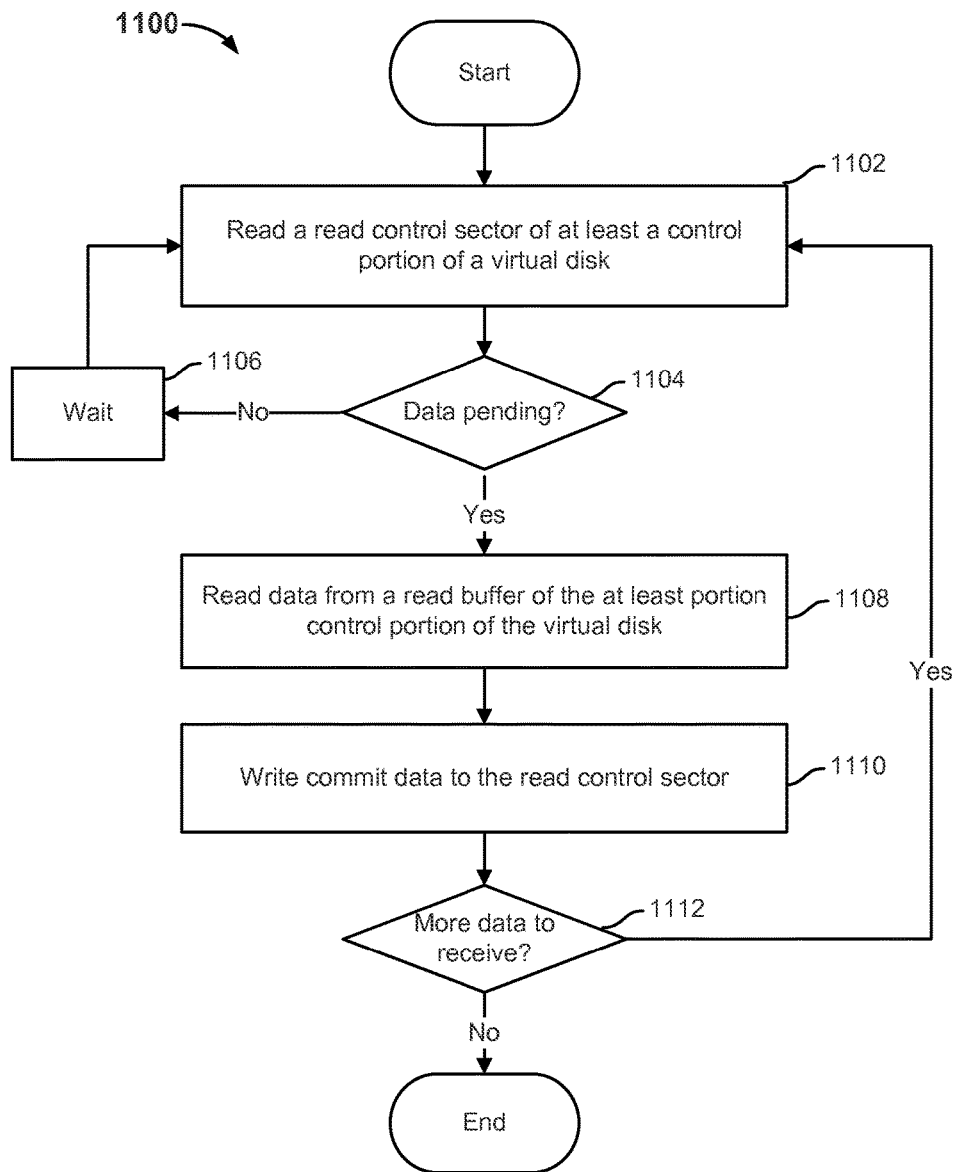 1100
Start
1102
Read a read control sector of at least a control
portion of a virtual disk
1106
1104
Wait
No
Data pending?
Yes
Read data from a read buffer of the at least portion
control portion of the virtual disk
1108
Yes
Write commit data to the read control sector
1110
1112
More data to
receive?
No
End